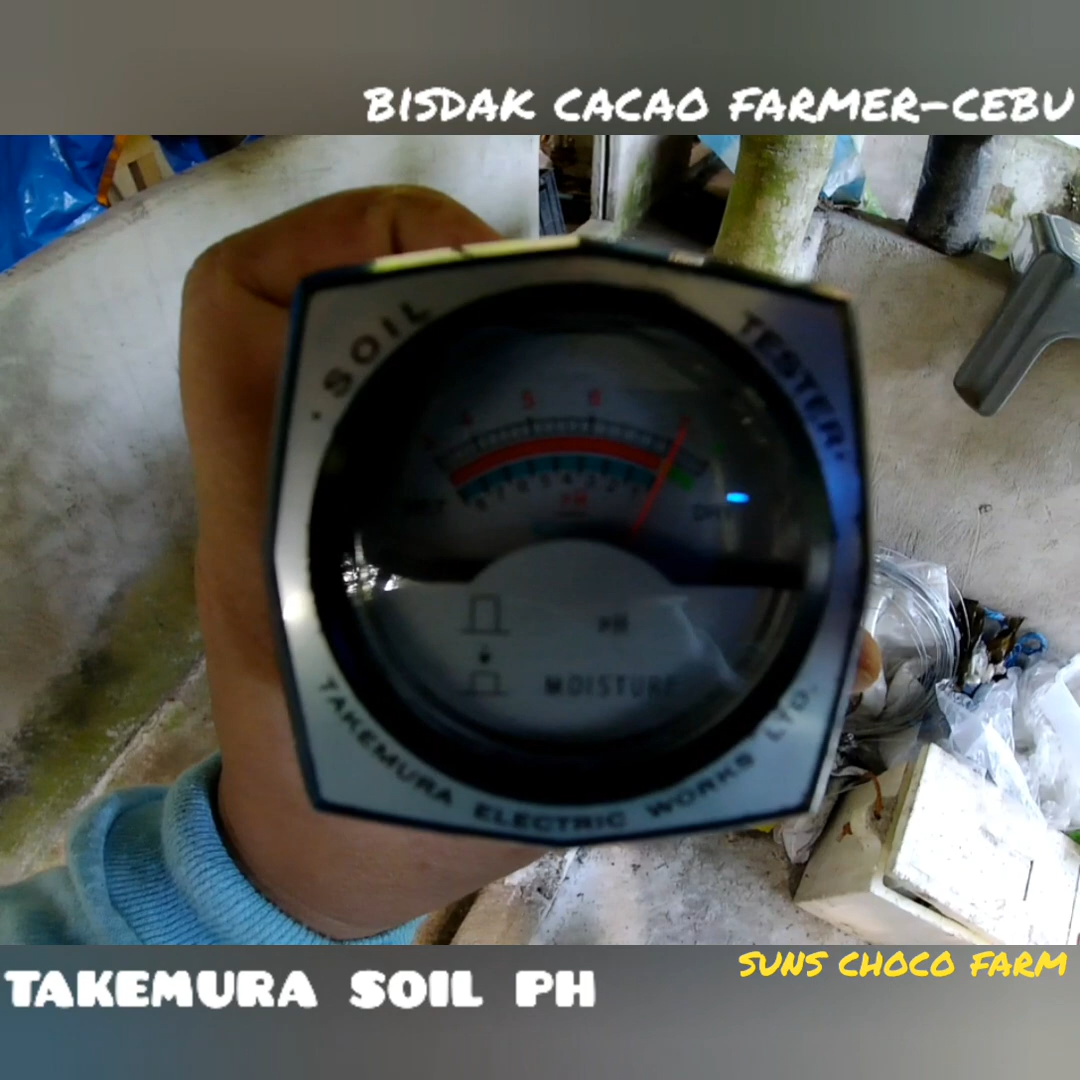 BISDAK CACAO FARMER-CEBU
SOIL TESTER
4 5 6
PH
MOISTURE
TAKEMURA ELECTRIC WORKS LTD.
SUNS CHOCO FARM
TAKEMURA SOIL PH